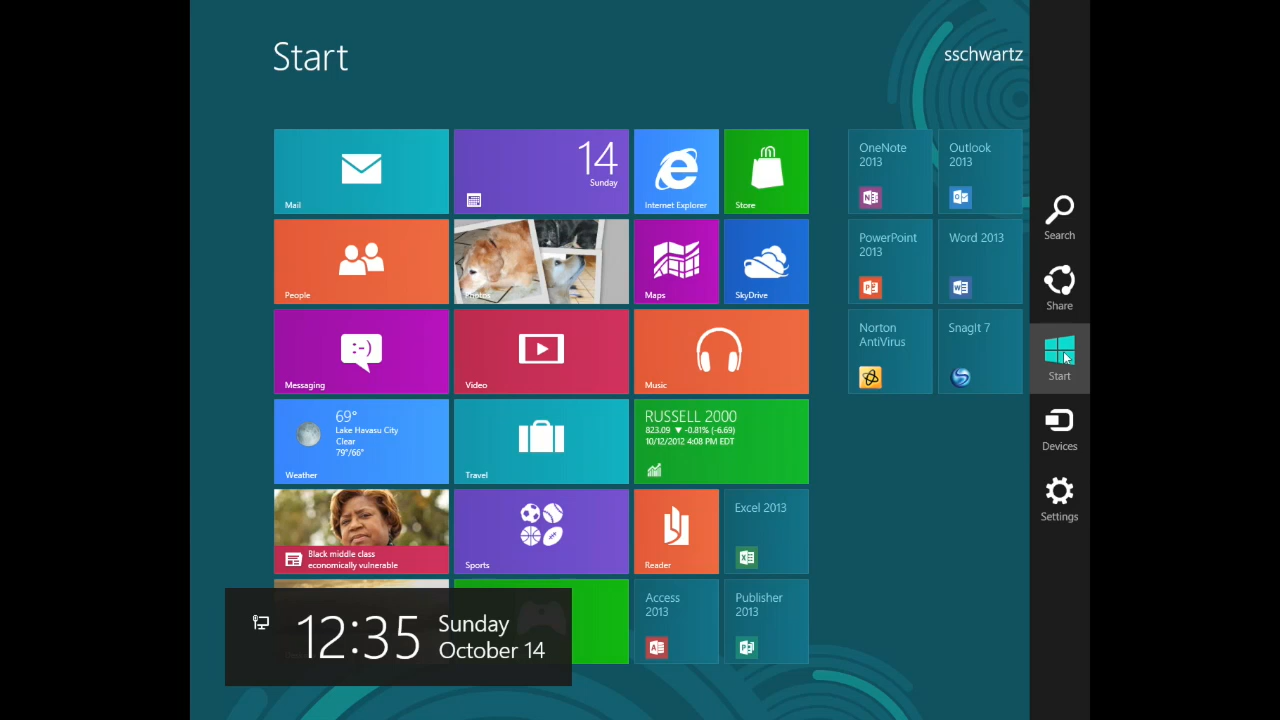 Start
sschwartz
Mail
14
Sunday
Internet Explorer
Store
OneNote
2013
Outlook
2013
People
Photos
Maps
SkyDrive
PowerPoint
2013
Word 2013
Messaging
:-)
Video
Music
Norton
AntiVirus
SnagIt 7
69°
Lake Havasu City
Clear
79°/66°
Weather
Travel
RUSSELL 2000
823.09 ▼ -0.81% (-6.69)
10/12/2012 4:08 PM EDT
Black middle class
economically vulnerable
Sports
Reader
Excel 2013
Access
2013
Publisher
2013
12:35
Sunday
October 14
Search
Share
Start
Devices
Settings